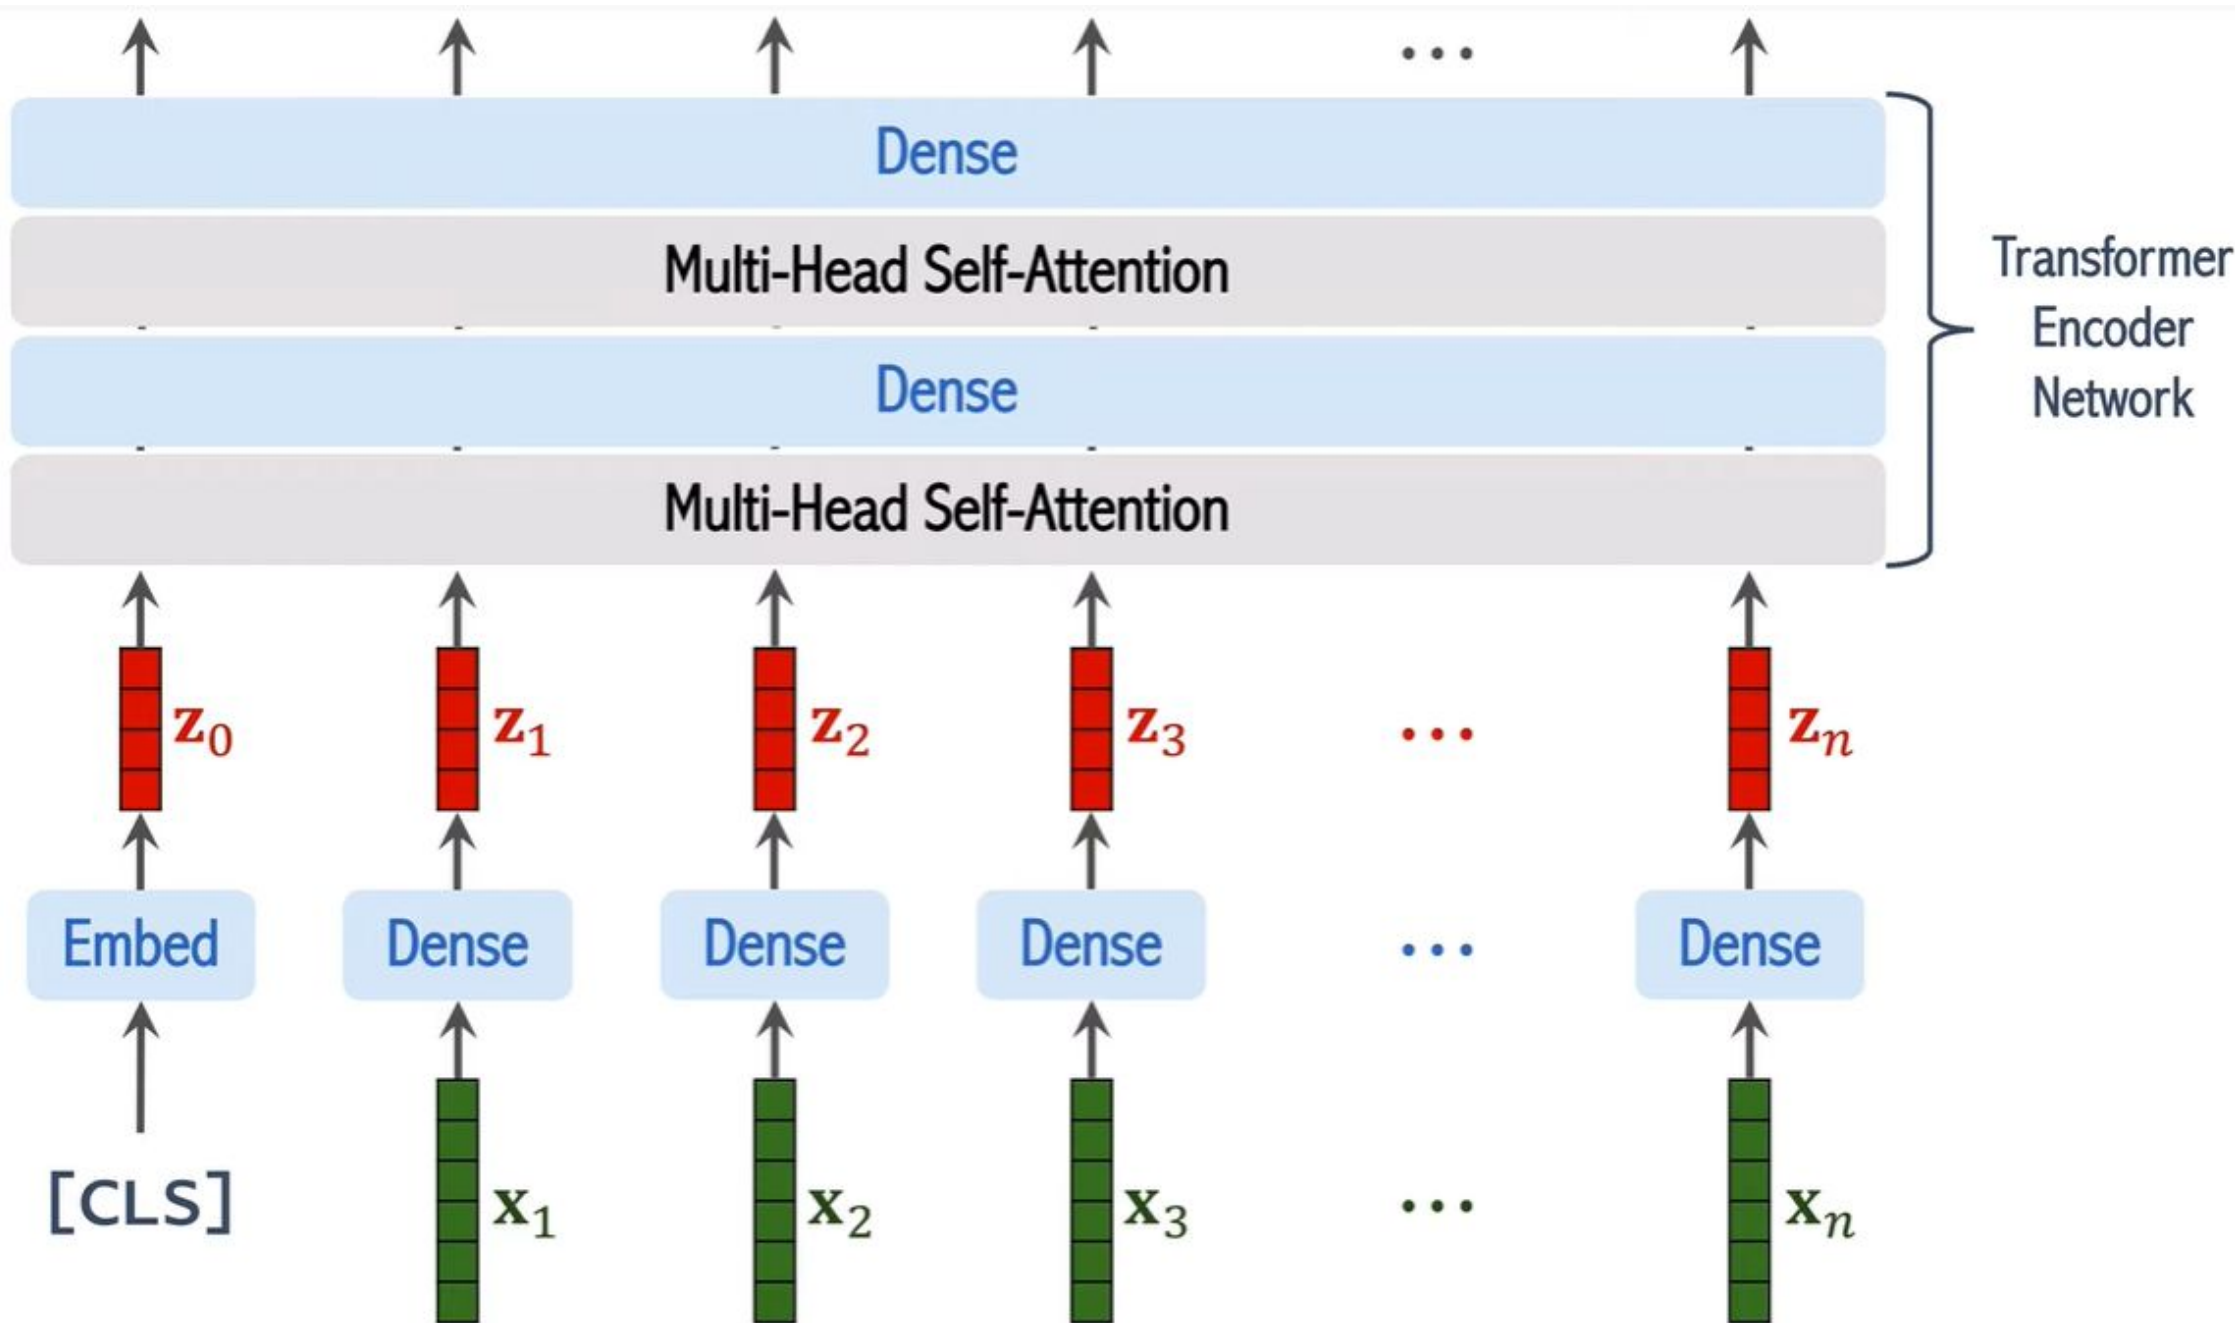 ...
Dense
Multi-Head Self-Attention
Dense
Multi-Head Self-Attention
Transformer
Encoder
Network
z₀ z₁ z₂ z₃ ... zₙ
Embed Dense Dense Dense ... Dense
[CLS] x₁ x₂ x₃ ... xₙ